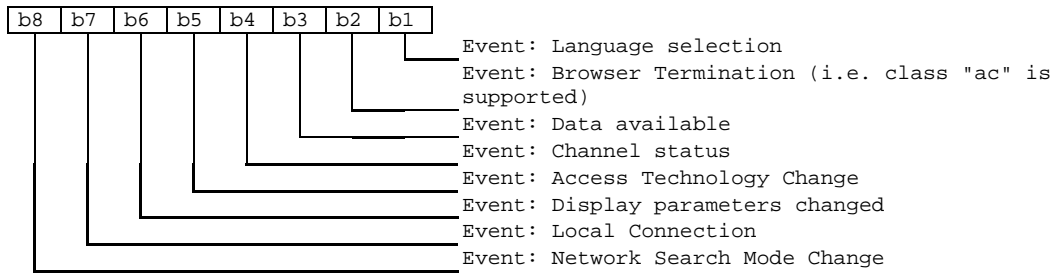 b8 b7 b6 b5 b4 b3 b2 b1
Event: Language selection
Event: Browser Termination (i.e. class "ac" is
supported)
Event: Data available
Event: Channel status
Event: Access Technology Change
Event: Display parameters changed
Event: Local Connection
Event: Network Search Mode Change